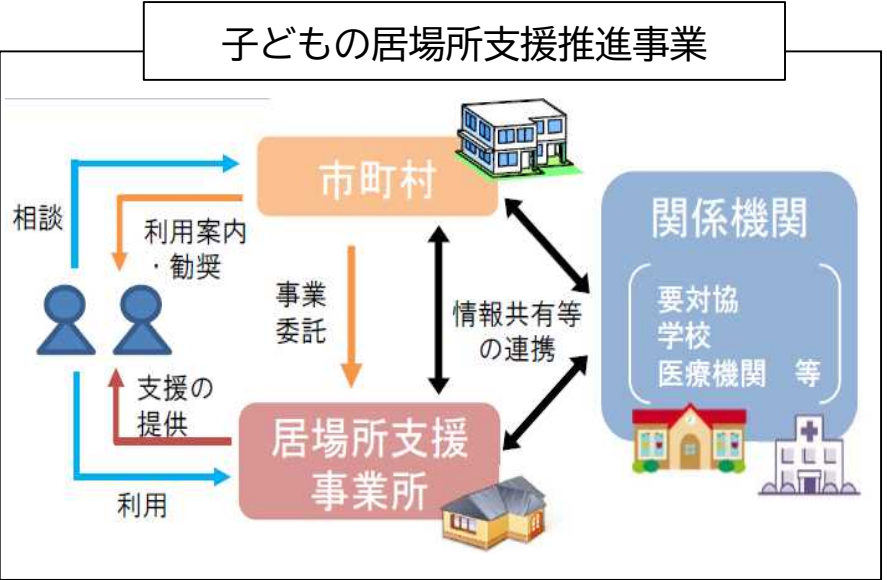 子どもの居場所支援推進事業
市町村
相談
利用案内
・勧奨
関係機関
要対協
学校
医療機関　等
事業
委託
情報共有等
の連携
支援の
提供
居場所支援
事業所
利用